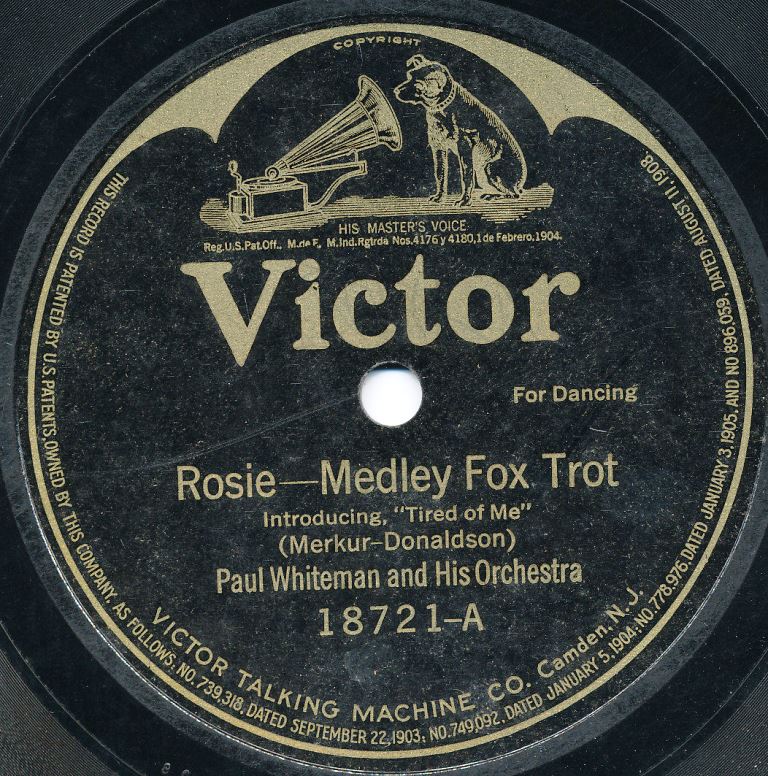 COPYRIGHT
HIS MASTER'S VOICE
Reg.U.S.Pat.Off., M.de F., M.Ind.Rgtrda Nos.4176 y 4180,1 de Febrero,1904.
Victor
For Dancing
Rosie—Medley Fox Trot
Introducing, "Tired of Me"
(Merkur-Donaldson)
Paul Whiteman and His Orchestra
18721-A
VICTOR TALKING MACHINE CO. Camden, N.J.
THIS RECORD IS PATENTED BY U.S. PATENTS, OWNED BY THIS COMPANY, AS FOLLOWS: NO. 739,318, DATED SEPTEMBER 22,1903; NO.749,092, DATED JANUARY 5,1904; NO.778,976, DATED JANUARY 3,1905. AND NO 896,059, DATED AUGUST 11,1908